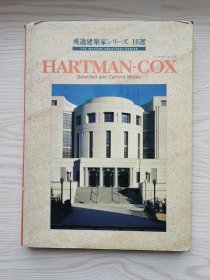 秀逸建築家シリーズ 10選
THE MASTER ARCHITECT SERIES
HARTMAN·COX
Selected and Current Works